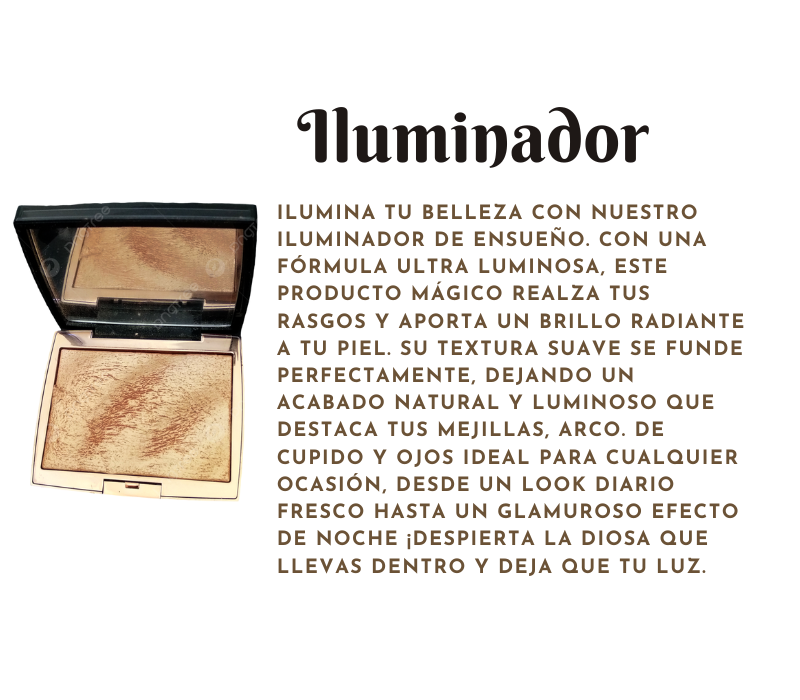 Iluminador
ILUMINA TU BELLEZA CON NUESTRO
ILUMINADOR DE ENSUEÑO. CON UNA
FÓRMULA ULTRA LUMINOSA, ESTE
PRODUCTO MÁGICO REALZA TUS
RASGOS Y APORTA UN BRILLO RADIANTE
A TU PIEL. SU TEXTURA SUAVE SE FUNDE
PERFECTAMENTE, DEJANDO UN
ACABADO NATURAL Y LUMINOSO QUE
DESTACA TUS MEJILLAS, ARCO. DE
CUPIDO Y OJOS IDEAL PARA CUALQUIER
OCASIÓN, DESDE UN LOOK DIARIO
FRESCO HASTA UN GLAMUROSO EFECTO
DE NOCHE ¡DESPIERTA LA DIOSA QUE
LLEVAS DENTRO Y DEJA QUE TU LUZ.